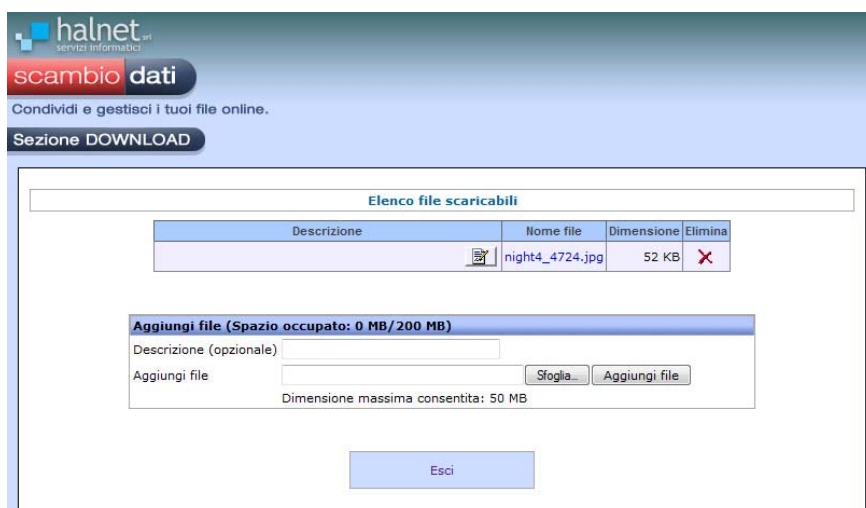 halnet srl
servizi informatici
scambio dati
Condividi e gestisci i tuoi file online.
Sezione DOWNLOAD
Elenco file scaricabili
Descrizione Nome file Dimensione Elimina
night4_4724.jpg 52 KB
Aggiungi file (Spazio occupato: 0 MB/200 MB)
Descrizione (opzionale)
Aggiungi file Sfoglia... Aggiungi file
Dimensione massima consentita: 50 MB
Esci